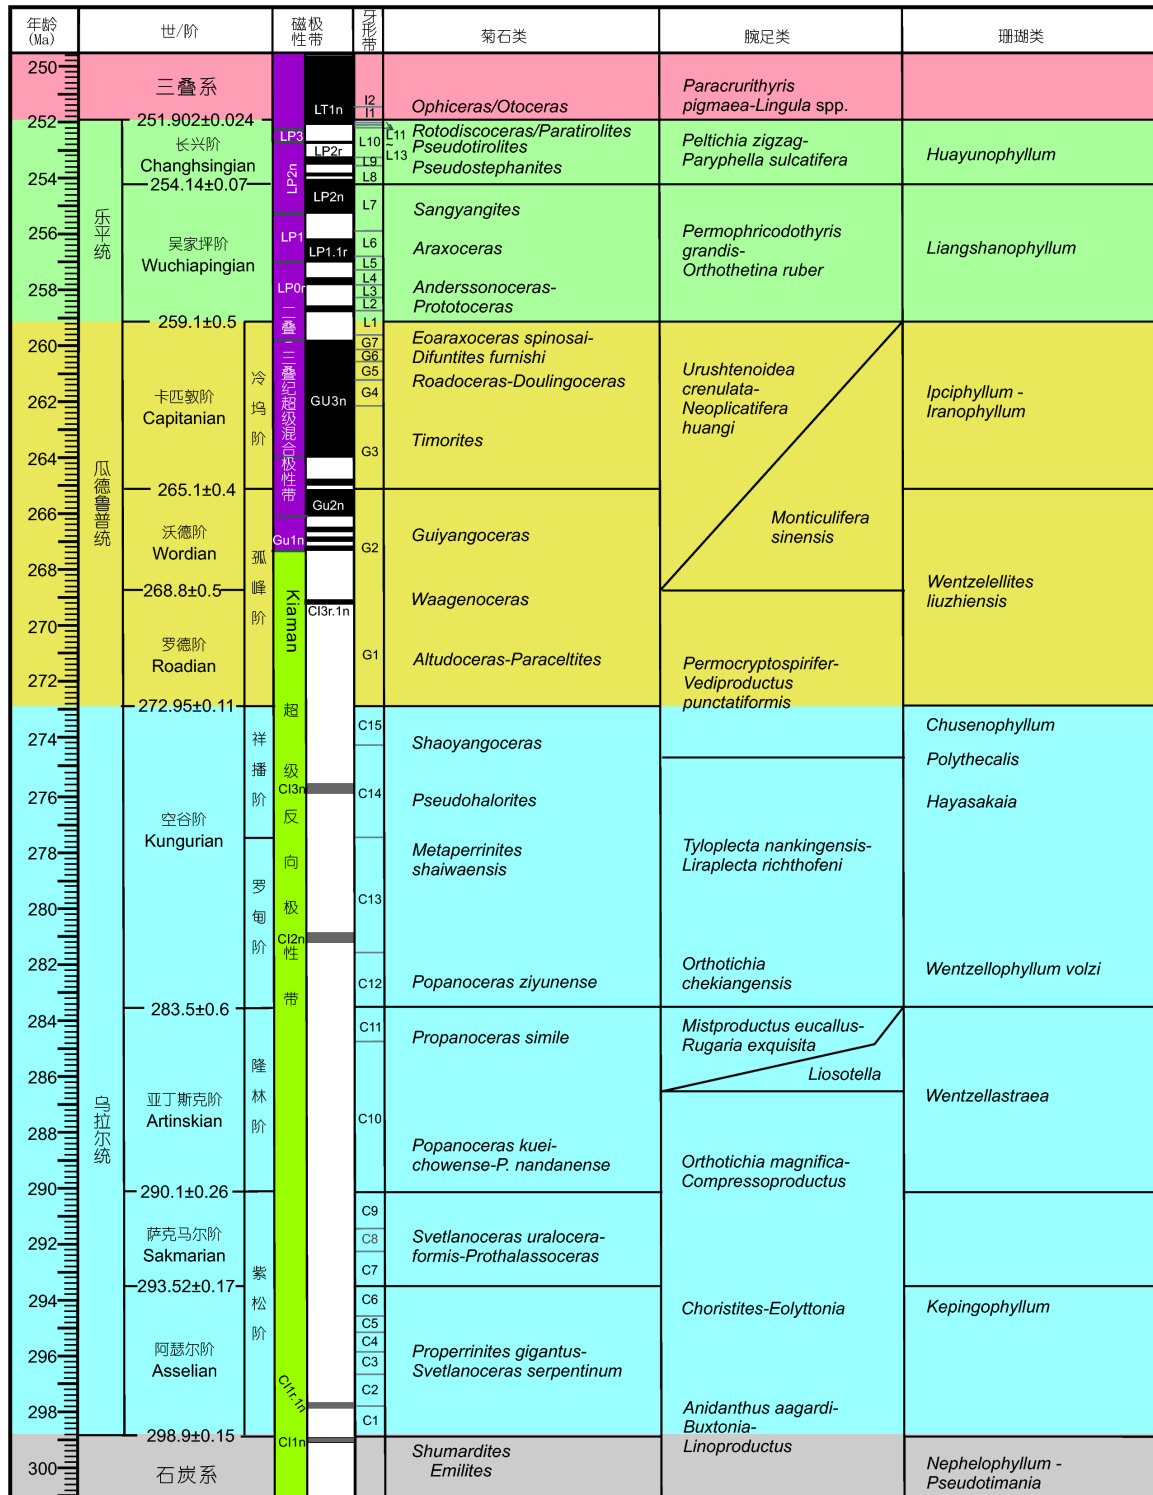 年龄
(Ma)
世/阶
磁极
性带
牙形带
菊石类
腕足类
珊瑚类
250
252
254
256
258
260
262
264
266
268
270
272
274
276
278
280
282
284
286
288
290
292
294
296
298
300
三叠系
251.902±0.024
长兴阶
Changhsingian
254.14±0.07
乐平统
吴家坪阶
Wuchiapingian
259.1±0.5
卡匹敦阶
Capitanian
冷坞阶
瓜德鲁普统
265.1±0.4
沃德阶
Wordian
孤峰阶
268.8±0.5
罗德阶
Roadian
272.95±0.11
祥播阶
空谷阶
Kungurian
罗甸阶
283.5±0.6
隆林阶
乌拉尔统
亚丁斯克阶
Artinskian
290.1±0.26
萨克马尔阶
Sakmarian
紫松阶
293.52±0.17
阿瑟尔阶
Asselian
298.9±0.15
石炭系
LP3
LP2n
LP1
LP0r
二叠
三叠纪超级混合极性带
Gu1n
Kiaman
超级反向极性带
CI3n
CI2n
CI1r.1n
CI1n
LT1n
LP2r
LP2n
LP1.1r
GU3n
Gu2n
CI3r.1n
I2
I1
L11
~
L13
L10
L9
L8
L7
L6
L5
L4
L3
L2
L1
G7
G6
G5
G4
G3
G2
G1
C15
C14
C13
C12
C11
C10
C9
C8
C7
C6
C5
C4
C3
C2
C1
Ophiceras/Otoceras
Rotodiscoceras/Paratirolites
Pseudotirolites
Pseudostephanites
Sangyangites
Araxoceras
Anderssonoceras-
Prototoceras
Eoaraxoceras spinosai-
Difuntites furnishi
Roadoceras-Doulingoceras
Timorites
Guiyangoceras
Waagenoceras
Altudoceras-Paraceltites
Shaoyangoceras
Pseudohalorites
Metaperrinites
shaiwaensis
Popanoceras ziyunense
Propanoceras simile
Popanoceras kuei-
chowense-P. nandanense
Svetlanoceras uralocera-
formis-Prothalassoceras
Properrinites gigantus-
Svetlanoceras serpentinum
Shumardites
Emilites
Paracrurithyris
pigmaea-Lingula spp.
Peltichia zigzag-
Paryphella sulcatifera
Permophricodothyris
grandis-
Orthothetina ruber
Urushtenoidea
crenulata-
Neoplicatifera
huangi
Monticulifera
sinensis
Permocryptospirifer-
Vediproductus
punctatiformis
Tyloplecta nankingensis-
Liraplecta richthofeni
Orthotichia
chekiangensis
Mistproductus eucallus-
Rugaria exquisita
Liosotella
Orthotichia magnifica-
Compressoproductus
Choristites-Eolyttonia
Anidanthus aagardi-
Buxtonia-
Linoproductus
Huayunophyllum
Liangshanophyllum
Ipciphyllum -
Iranophyllum
Wentzelellites
liuzhiensis
Chusenophyllum
Polythecalis
Hayasakaia
Wentzellophyllum volzi
Wentzellastraea
Kepingophyllum
Nephelophyllum -
Pseudotimania